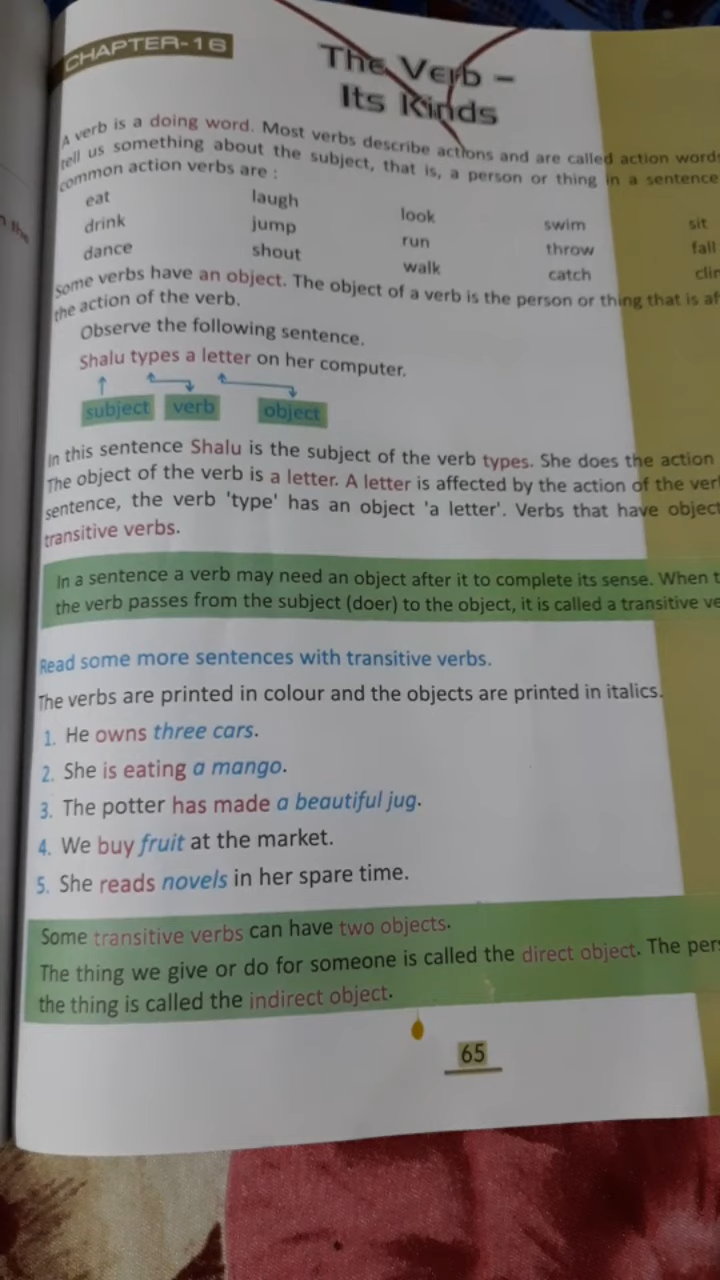 CHAPTER-16
The Verb –
Its Kinds
A verb is a doing word. Most verbs describe actions and are called action words
tell us something about the subject, that is, a person or thing in a sentence
common action verbs are :
eat laugh look swim sit
drink jump run throw fall
dance shout walk catch
Some verbs have an object. The object of a verb is the person or thing that is
the action of the verb.
Observe the following sentence.
Shalu types a letter on her computer.
subject verb object
In this sentence Shalu is the subject of the verb types. She does the action
The object of the verb is a letter. A letter is affected by the action of the
sentence, the verb 'type' has an object 'a letter'. Verbs that have
transitive verbs.
In a sentence a verb may need an object after it to complete its sense. When
the verb passes from the subject (doer) to the object, it is called a transitive
Read some more sentences with transitive verbs.
The verbs are printed in colour and the objects are printed in italics.
1. He owns three cars.
2. She is eating a mango.
3. The potter has made a beautiful jug.
4. We buy fruit at the market.
5. She reads novels in her spare time.
Some transitive verbs can have two objects.
The thing we give or do for someone is called the direct object. The
the thing is called the indirect object.
65